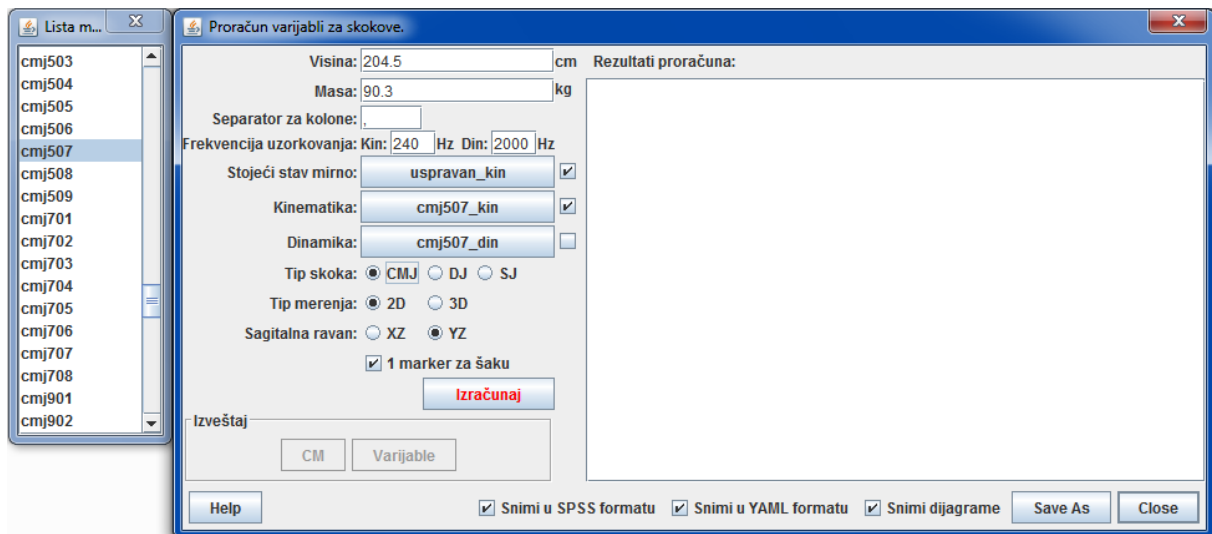 Lista m...
cmj503
cmj504
cmj505
cmj506
cmj507
cmj508
cmj509
cmj701
cmj702
cmj703
cmj704
cmj705
cmj706
cmj707
cmj708
cmj901
cmj902
Proračun varijabli za skokove.
Visina: 204.5 cm
Masa: 90.3 kg
Separator za kolone: ,
Frekvencija uzorkovanja: Kin: 240 Hz Din: 2000 Hz
Stojeći stav mirno: uspravan_kin
Kinematika: cmj507_kin
Dinamika: cmj507_din
Tip skoka: CMJ DJ SJ
Tip merenja: 2D 3D
Sagitalna ravan: XZ YZ
1 marker za šaku
Izračunaj
Izveštaj
CM Varijable
Rezultati proračuna:
Help Snimi u SPSS formatu Snimi u YAML formatu Snimi dijagrame Save As Close